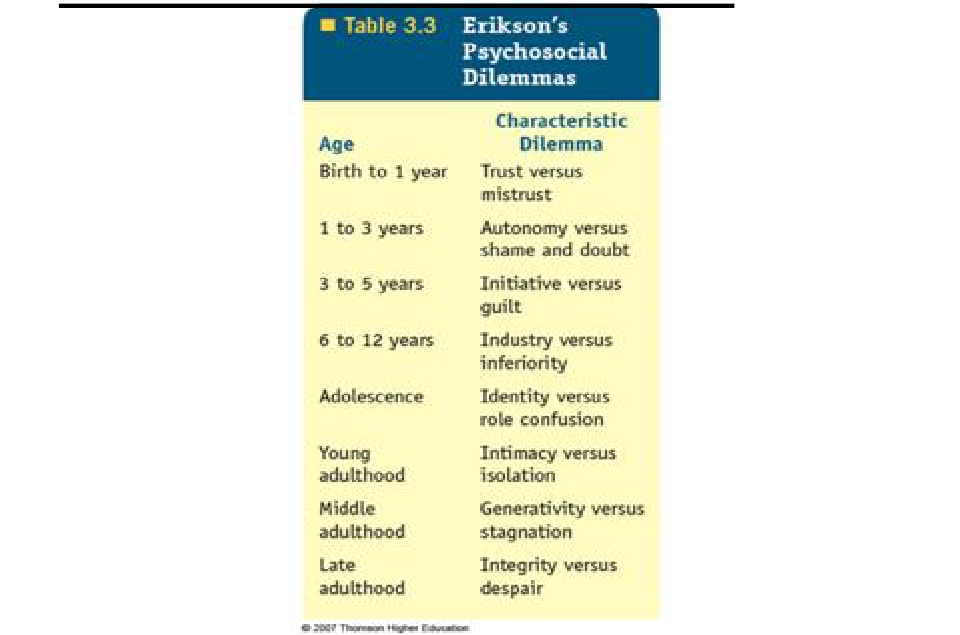 ■ Table 3.3 Erikson's
Psychosocial
Dilemmas
Characteristic
Age Dilemma
Birth to 1 year Trust versus
mistrust
1 to 3 years Autonomy versus
shame and doubt
3 to 5 years Initiative versus
guilt
6 to 12 years Industry versus
inferiority
Adolescence Identity versus
role confusion
Young Intimacy versus
adulthood isolation
Middle Generativity versus
adulthood stagnation
Late Integrity versus
adulthood despair
© 2007 Thomson Higher Education